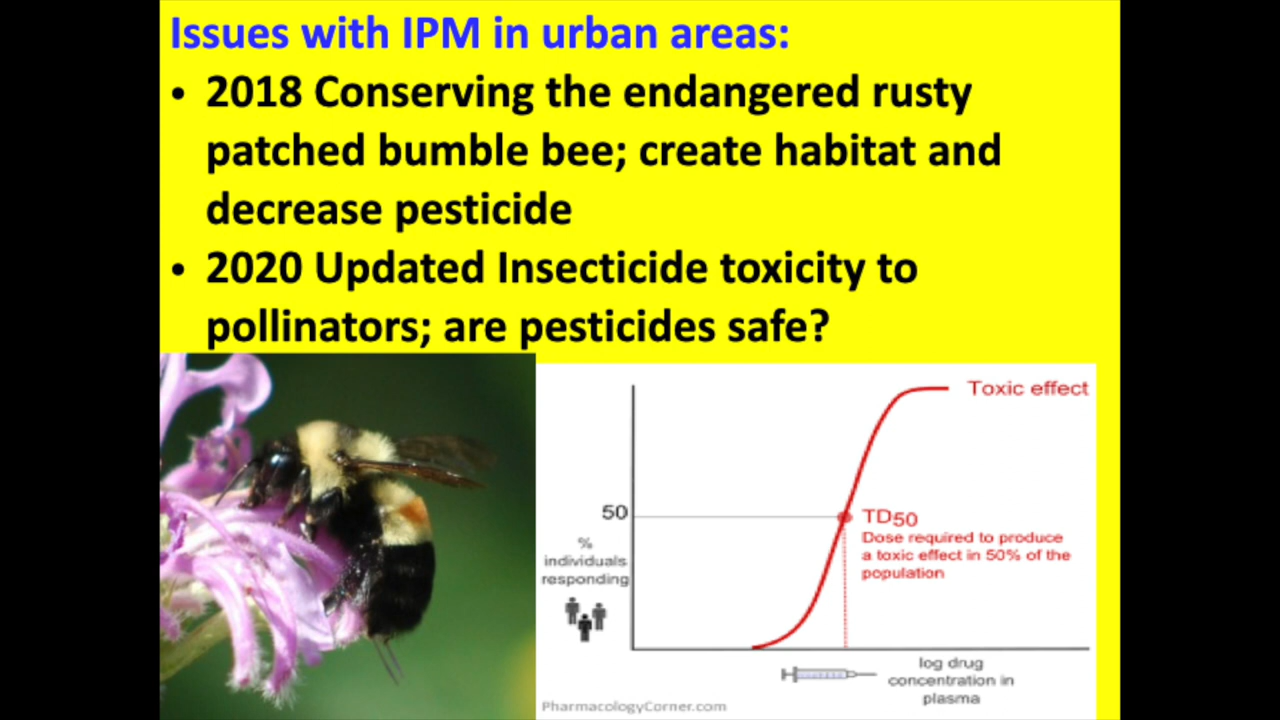 Issues with IPM in urban areas:
• 2018 Conserving the endangered rusty
patched bumble bee; create habitat and
decrease pesticide
• 2020 Updated Insecticide toxicity to
pollinators; are pesticides safe?
Toxic effect
50
TD50
Dose required to produce
a toxic effect in 50% of the
population
%
individuals
responding
log drug
concentration in
plasma
PharmacologyCorner.com